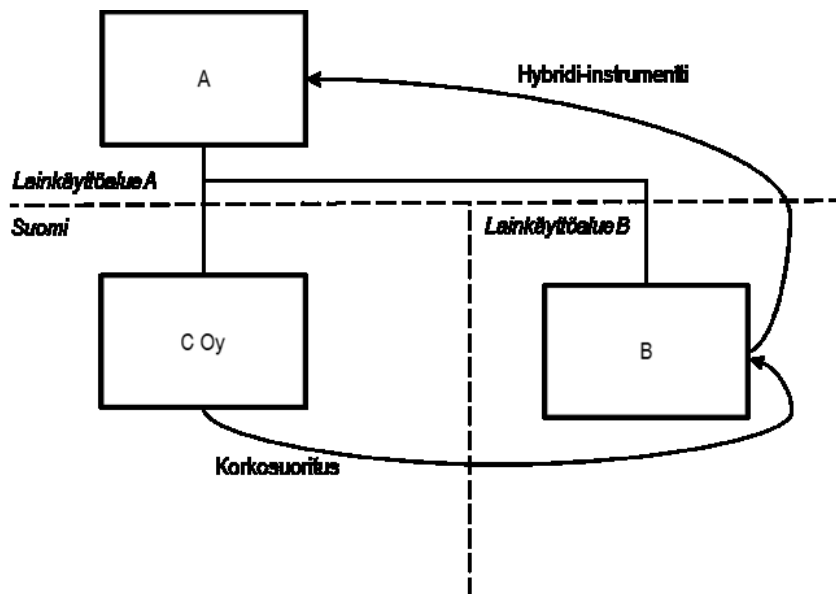 A
Hybridi-instrumentti
Lainkäyttöalue A
Suomi
Lainkäyttöalue B
C Oy
B
Korkosuoritus